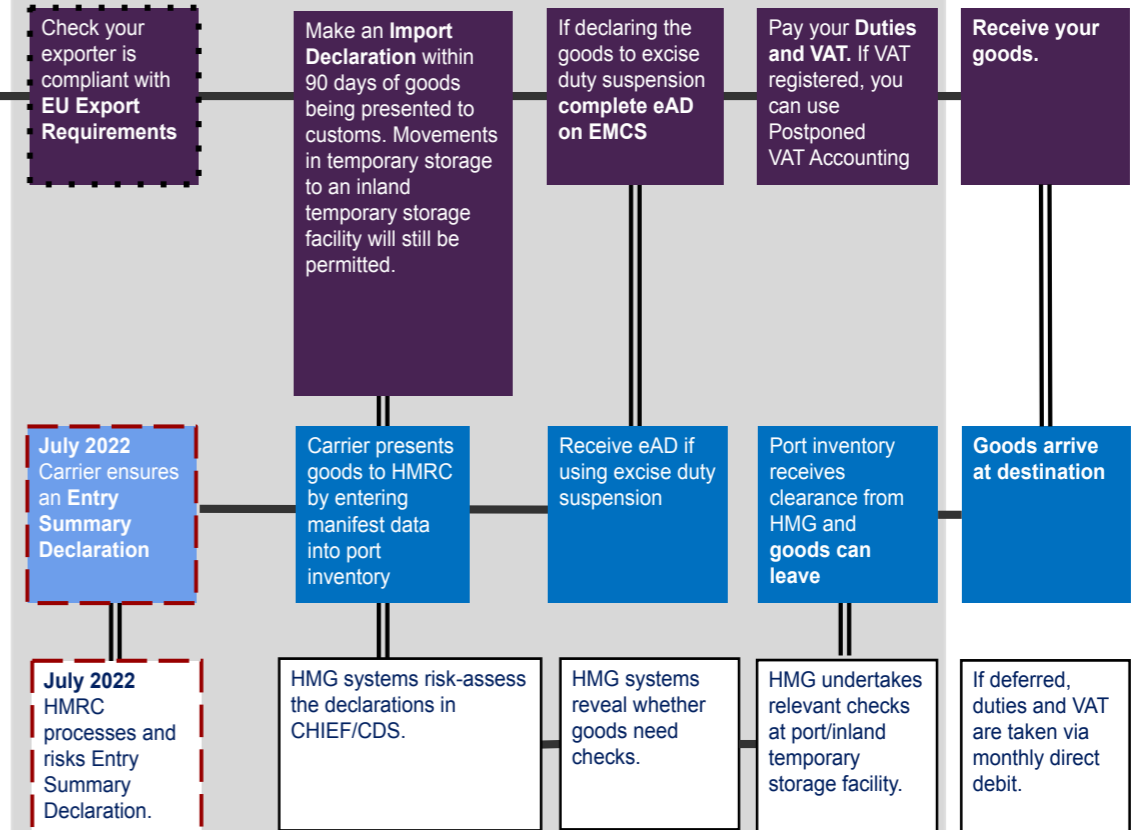 Check your
exporter is
compliant with
EU Export
Requirements
Make an Import
Declaration within
90 days of goods
being presented to
customs. Movements
in temporary storage
to an inland
temporary storage
facility will still be
permitted.
If declaring the
goods to excise
duty suspension
complete eAD
on EMCS
Pay your Duties
and VAT. If VAT
registered, you
can use
Postponed
VAT Accounting
Receive your
goods.
July 2022
Carrier ensures
an Entry
Summary
Declaration
Carrier presents
goods to HMRC
by entering
manifest data
into port
inventory
Receive eAD if
using excise duty
suspension
Port inventory
receives
clearance from
HMG and
goods can
leave
Goods arrive
at destination
July 2022
HMRC
processes and
risks Entry
Summary
Declaration.
HMG systems risk-assess
the declarations in
CHIEF/CDS.
HMG systems
reveal whether
goods need
checks.
HMG undertakes
relevant checks
at port/inland
temporary
storage facility.
If deferred,
duties and VAT
are taken via
monthly direct
debit.